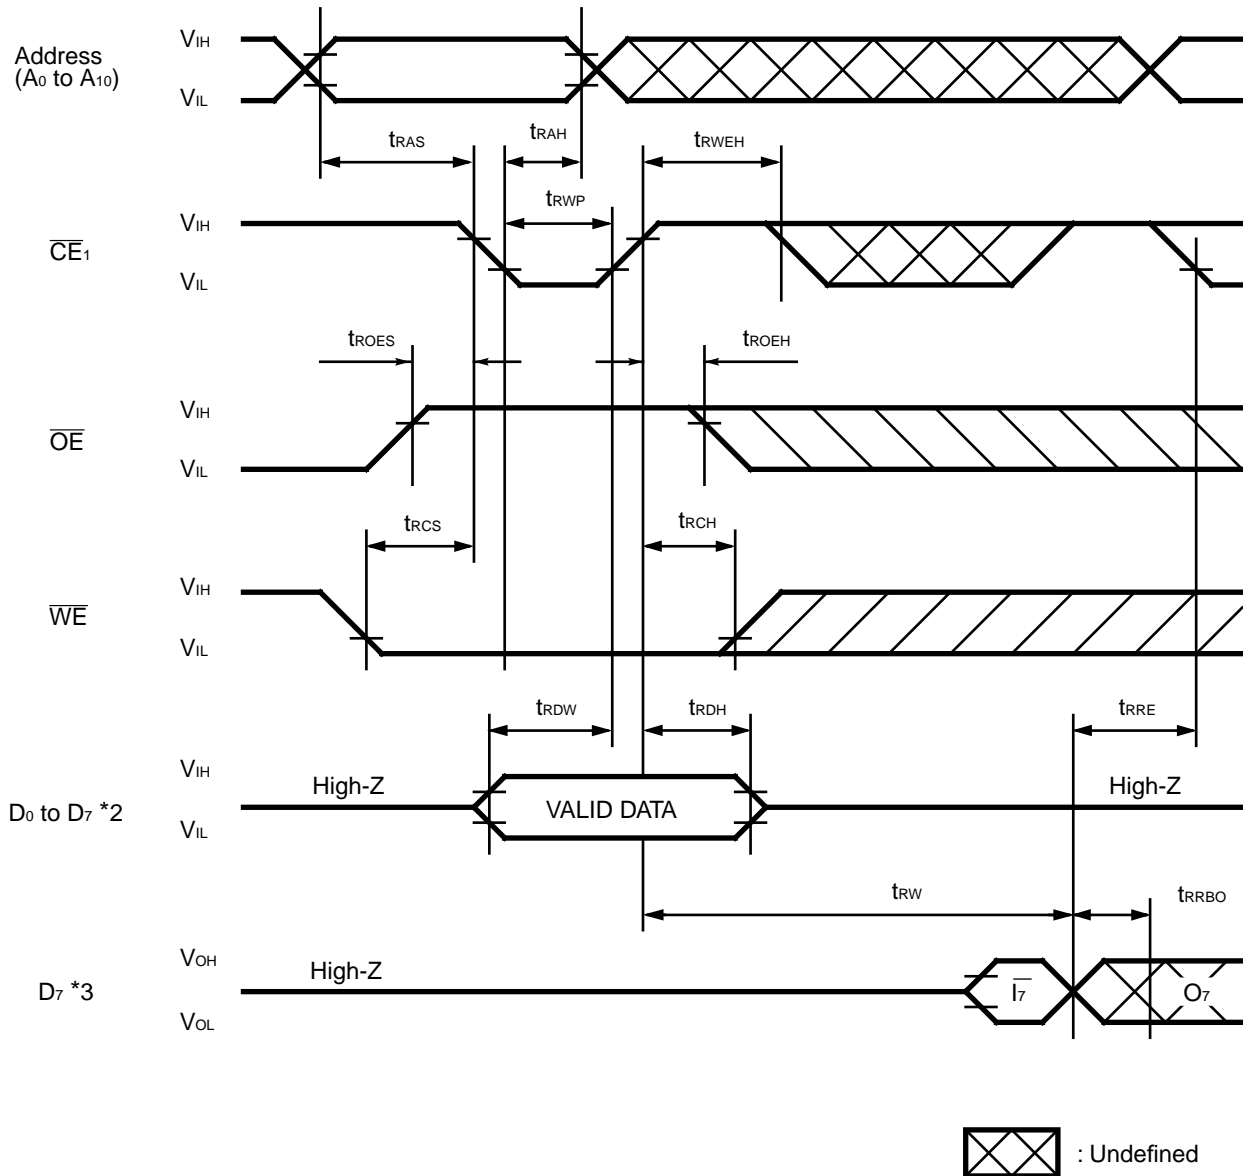 Address
(A0 to A10)
VIH
VIL
tRAS
tRAH
tRWEH
tRWP
CE1
VIH
VIL
tROES
tROEH
OE
VIH
VIL
tRCS
tRCH
WE
VIH
VIL
tRDW
tRDH
tRRE
D0 to D7 *2
VIH
VIL
High-Z
VALID DATA
High-Z
tRW
tRRBO
D7 *3
VOH
VOL
High-Z
I7
O7
: Undefined